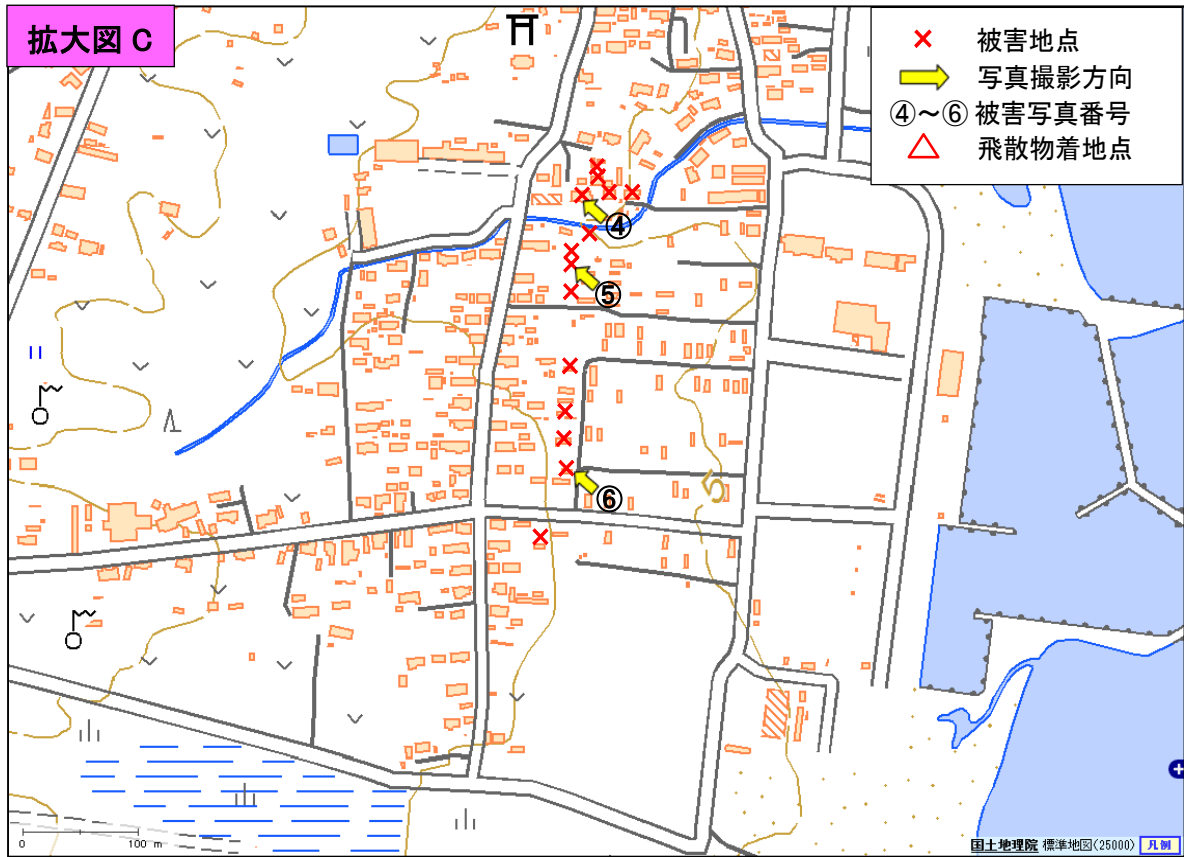 拡大図 C
被害地点
写真撮影方向
④～⑥ 被害写真番号
飛散物着地点
④
⑤
⑥
5
0 100 m
国土地理院 標準地図(25000) 凡例